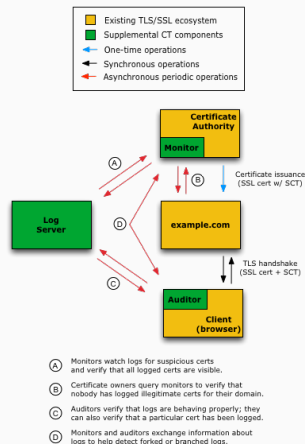 Existing TLS/SSL ecosystem
Supplemental CT components
One-time operations
Synchronous operations
Asynchronous periodic operations
Certificate
Authority
Monitor
A
B
Certificate issuance
(SSL cert w/ SCT)
Log
Server
D
example.com
C
TLS handshake
(SSL cert + SCT)
Auditor
Client
(browser)
A Monitors watch logs for suspicious certs
and verify that all logged certs are visible.
B Certificate owners query monitors to verify that
nobody has logged illegitimate certs for their domain.
C Auditors verify that logs are behaving properly; they
can also verify that a particular cert has been logged.
D Monitors and auditors exchange information about
logs to help detect forked or branched logs.